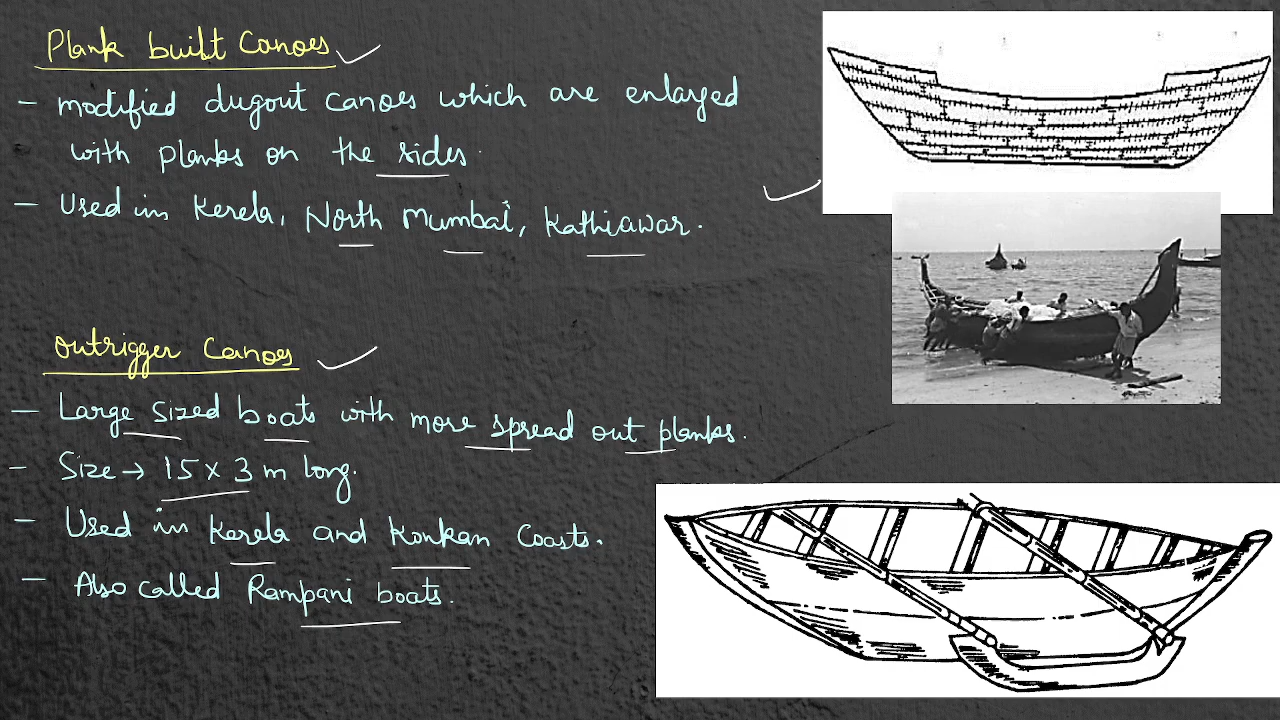 Plank built Canoes
- modified dugout canoes which are enlarged
with planks on the sides.
- Used in Kerela, North Mumbai, Kathiawar.
Outrigger Canoes
- Large sized boats with more spread out planks.
- Size → 15 x 3 m long.
- Used in Kerela and Konkan Coasts.
- Also called Rampani boats.